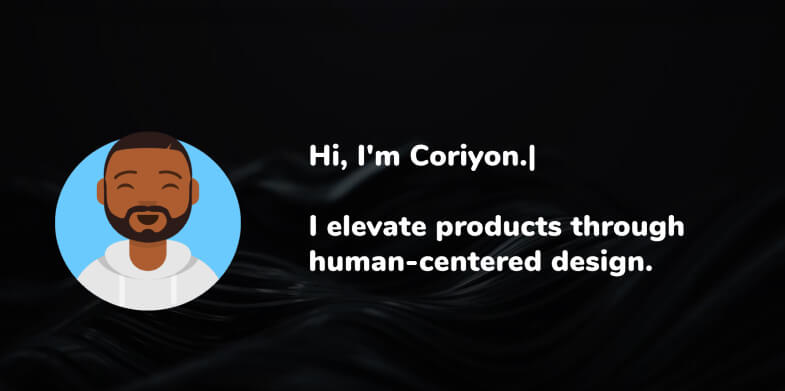 Hi, I'm Coriyon.|
I elevate products through
human-centered design.